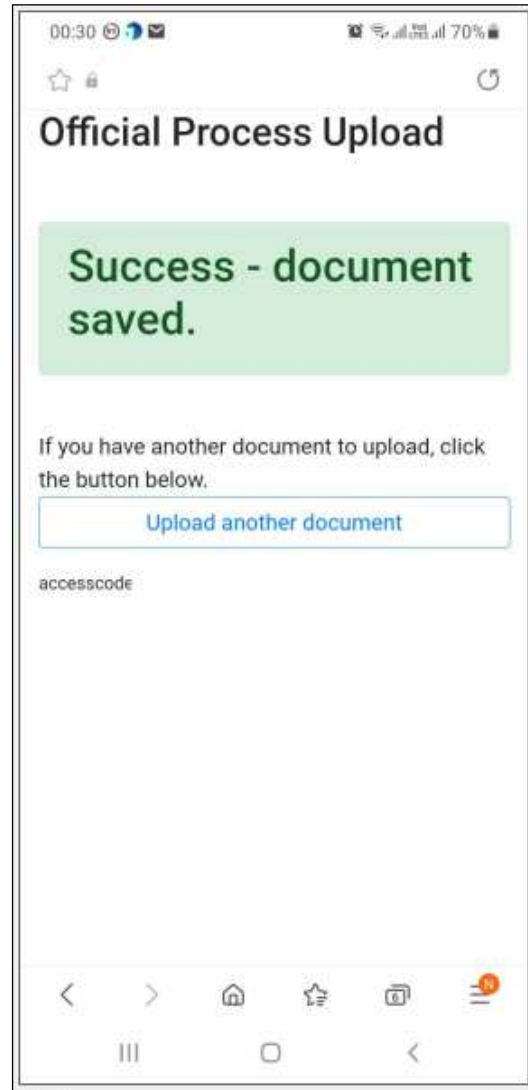 00:30
70%
Official Process Upload
Success - document
saved.
If you have another document to upload, click
the button below.
Upload another document
accesscode
6
N